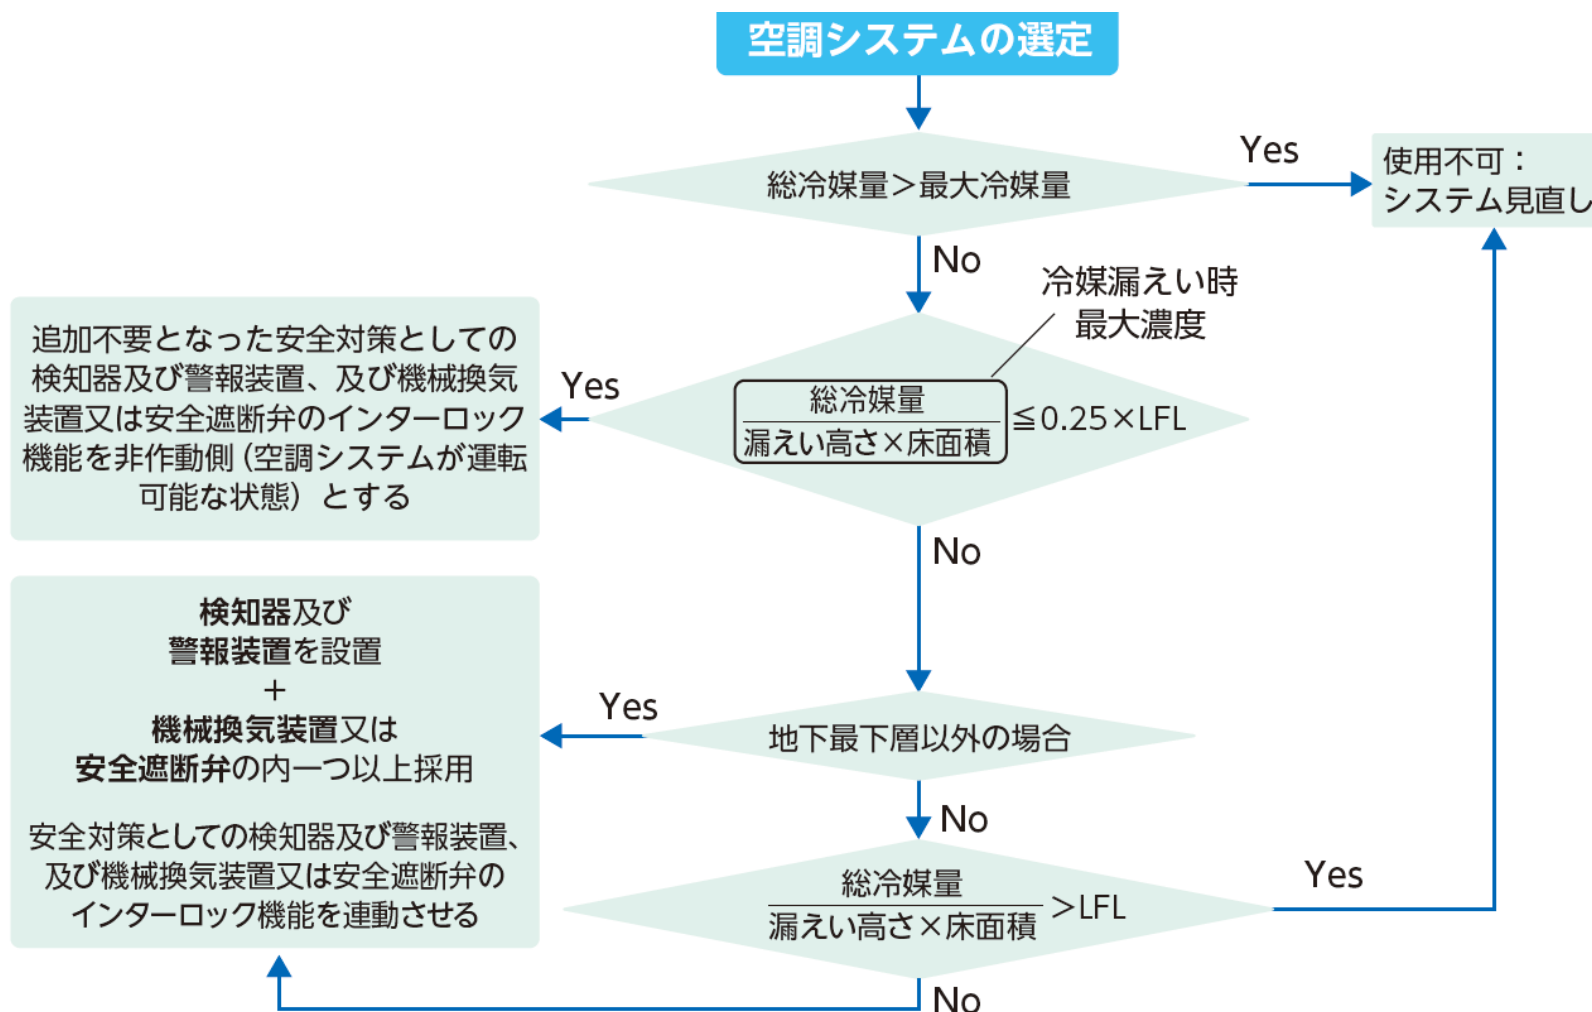 空調システムの選定
総冷媒量＞最大冷媒量
Yes
使用不可：
システム見直し
No
冷媒漏えい時
最大濃度
総冷媒量
漏えい高さ×床面積
≦0.25×LFL
Yes
追加不要となった安全対策としての
検知器及び警報装置、及び機械換気
装置又は安全遮断弁のインターロック
機能を非作動側（空調システムが運転
可能な状態）とする
No
地下最下層以外の場合
Yes
検知器及び
警報装置を設置
＋
機械換気装置又は
安全遮断弁の内一つ以上採用
安全対策としての検知器及び警報装置、
及び機械換気装置又は安全遮断弁の
インターロック機能を連動させる
No
総冷媒量
漏えい高さ×床面積
＞LFL
Yes
No